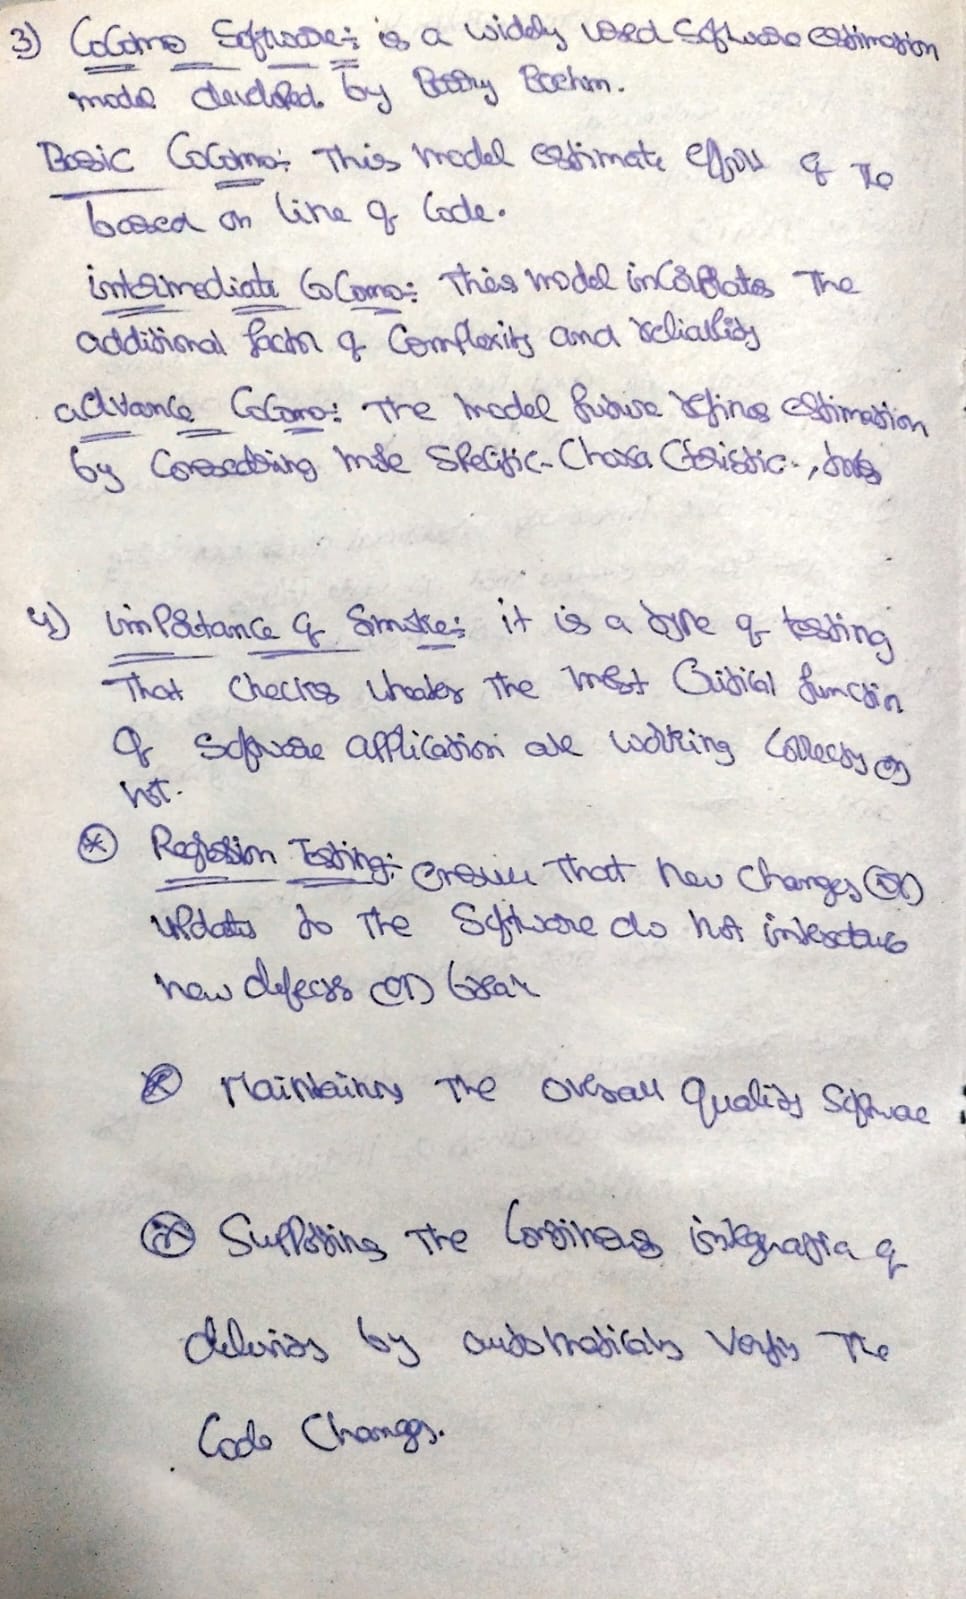 3) CoComo Software: is a widely used Software estimation
model developed. by Barry Boehm.
Basic CoComo: This model estimate effort of the
based on line of Code.
intermediate CoComo: This model incorporates The
additional factor of Complexity and reliability
advance CoComo: The model future refines estimation
by Considering more Specific-Characteristic.,
4) importance of Smoke: it is a type of testing
That checks wheater The most Critical function
of software application are working Correctly or
not.
Regression Testing: ensure That new Changes (OR)
updates to The Software do not introduce
new defects (OR) break
Maintaining The overall Quality Software
Supporting The Continous integration of
delivery by automatically Verify The
Code Changes.